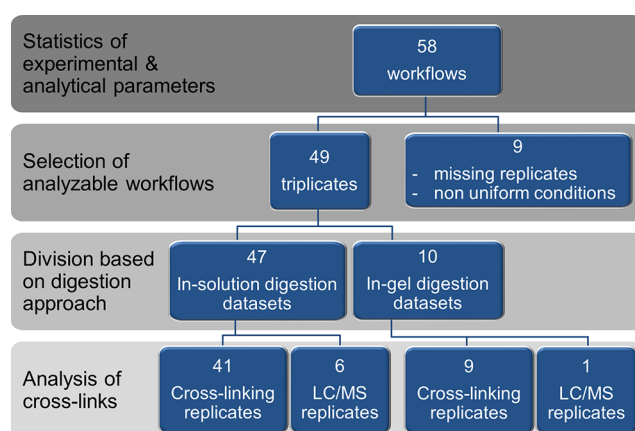 Statistics of
experimental &
analytical parameters
58
workflows
Selection of
analyzable workflows
49
triplicates
9
- missing replicates
- non uniform conditions
Division based
on digestion
approach
47
In-solution digestion
datasets
10
In-gel digestion
datasets
Analysis of
cross-links
41
Cross-linking
replicates
6
LC/MS
replicates
9
Cross-linking
replicates
1
LC/MS
replicates